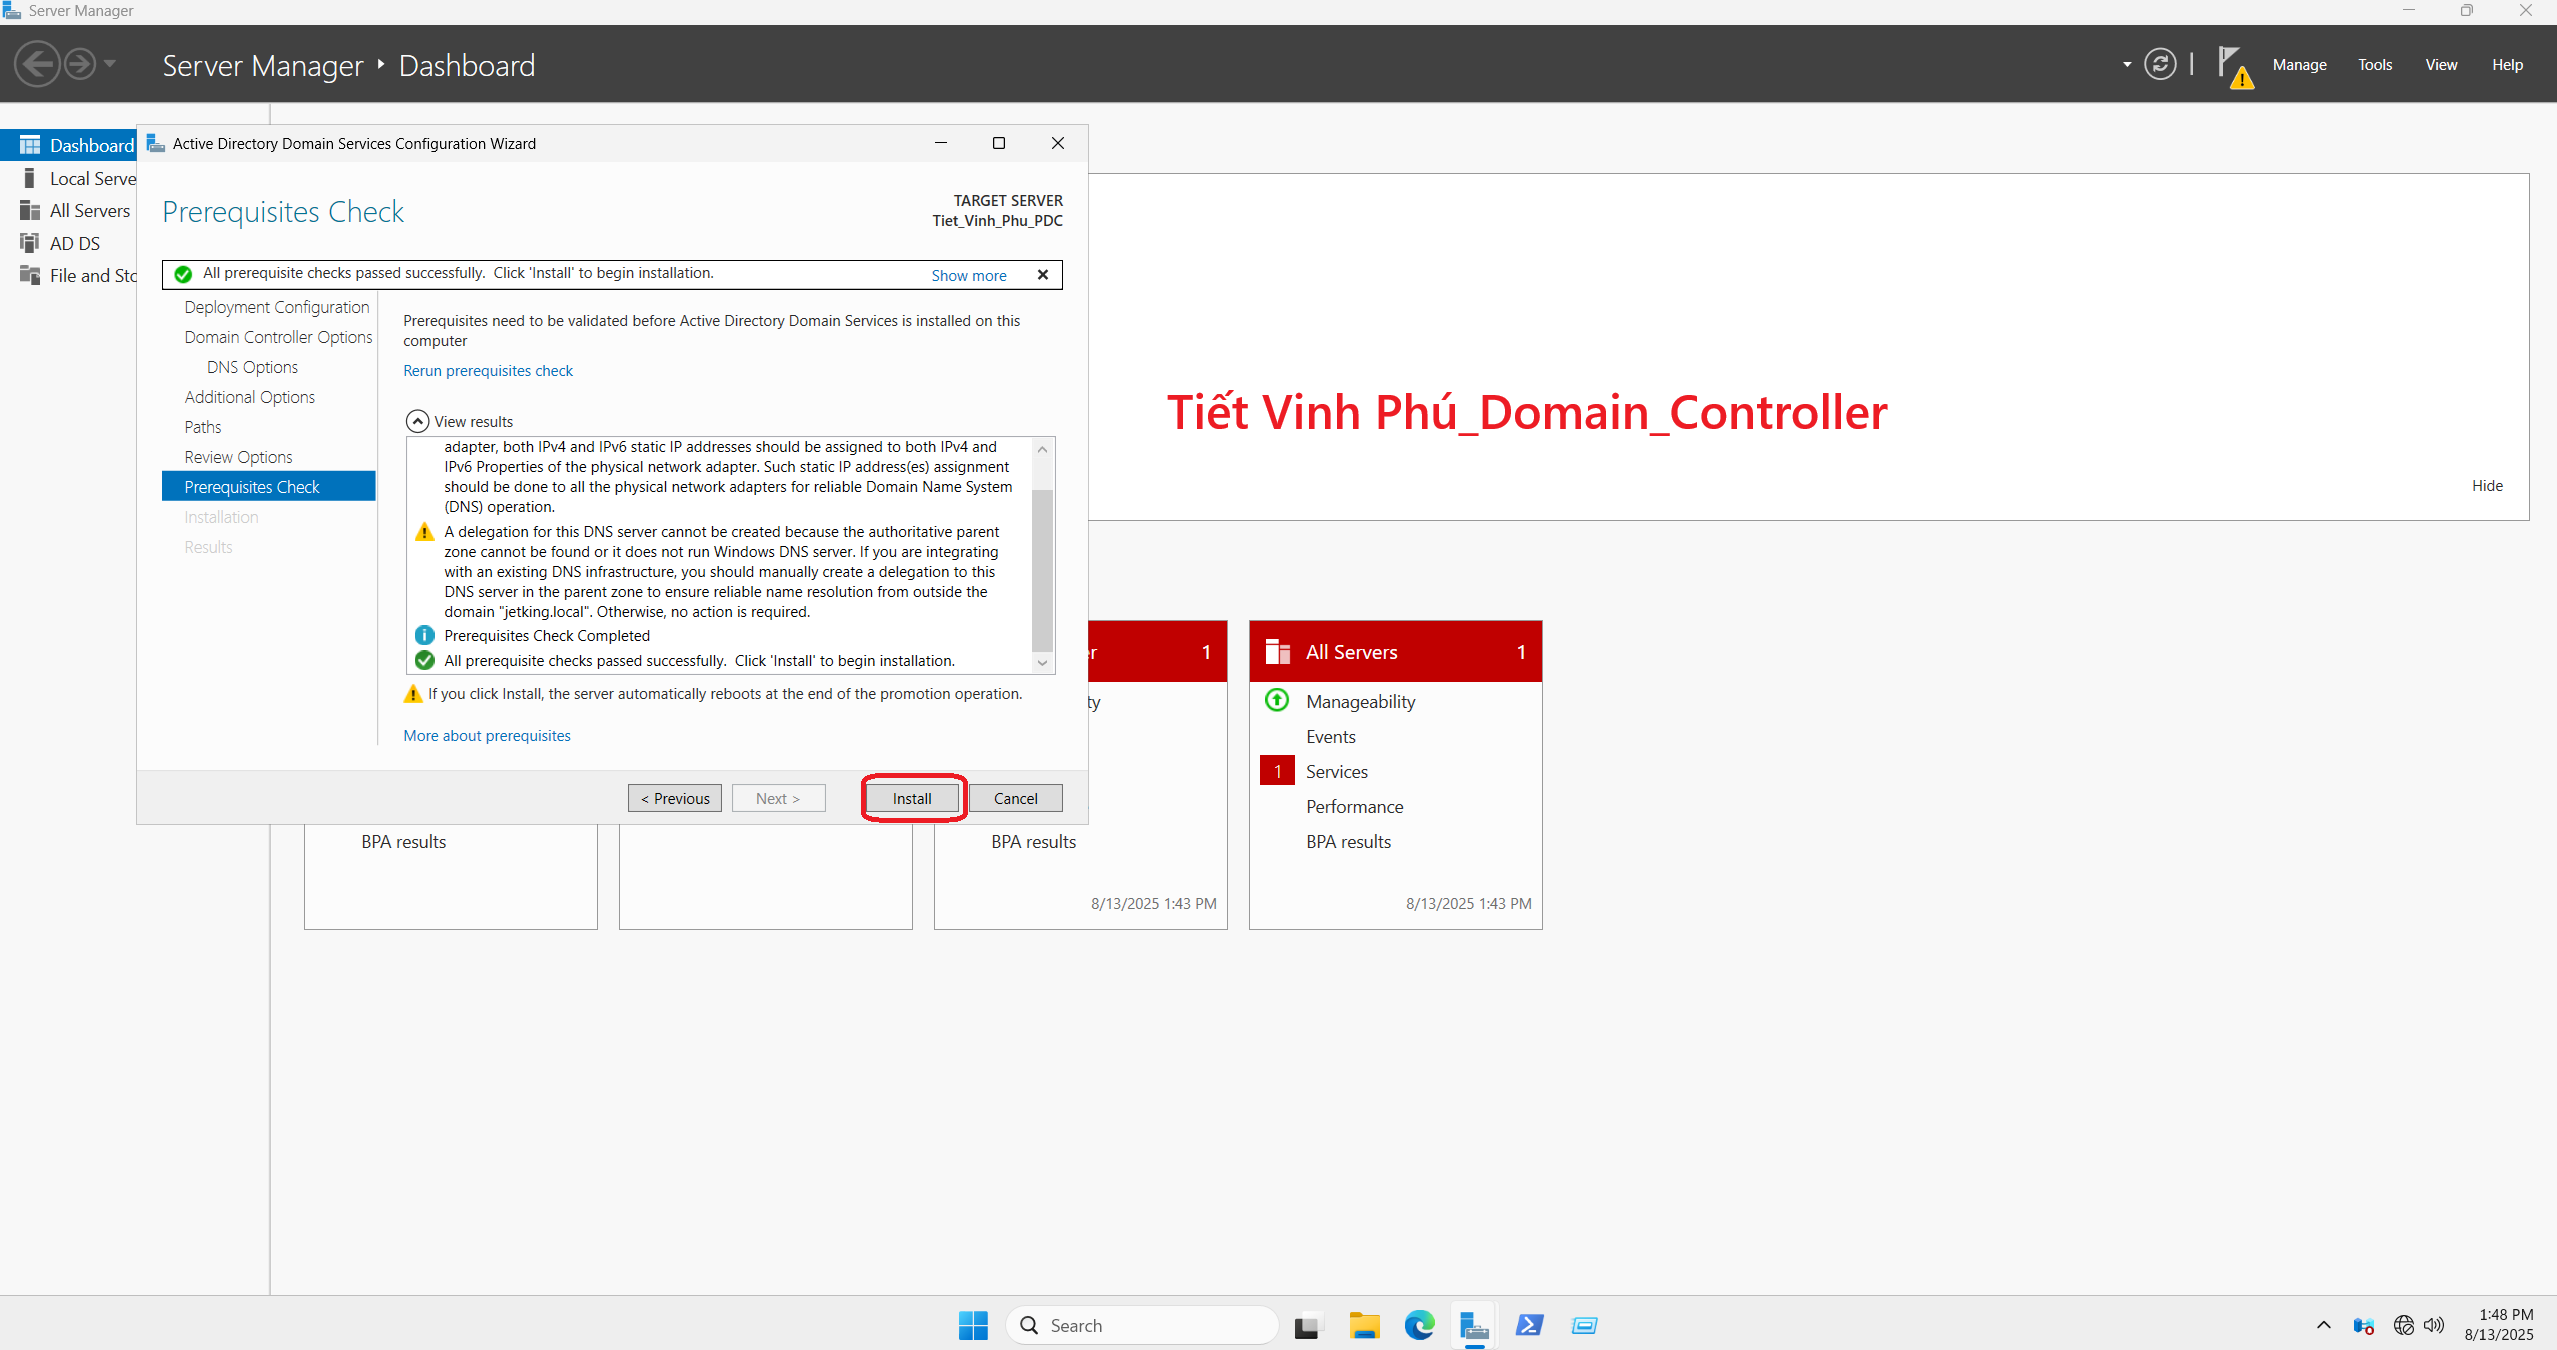 Server Manager
Server Manager ‣ Dashboard
Manage
Tools
View
Help
Dashboard
Local Serve
All Servers
AD DS
File and Sto
Active Directory Domain Services Configuration Wizard
Prerequisites Check
TARGET SERVER
Tiet_Vinh_Phu_PDC
All prerequisite checks passed successfully.  Click 'Install' to begin installation.
Show more
Deployment Configuration
Domain Controller Options
DNS Options
Additional Options
Paths
Review Options
Prerequisites Check
Installation
Results
Prerequisites need to be validated before Active Directory Domain Services is installed on this
computer
Rerun prerequisites check
View results
adapter, both IPv4 and IPv6 static IP addresses should be assigned to both IPv4 and
IPv6 Properties of the physical network adapter. Such static IP address(es) assignment
should be done to all the physical network adapters for reliable Domain Name System
(DNS) operation.
A delegation for this DNS server cannot be created because the authoritative parent
zone cannot be found or it does not run Windows DNS server. If you are integrating
with an existing DNS infrastructure, you should manually create a delegation to this
DNS server in the parent zone to ensure reliable name resolution from outside the
domain "jetking.local". Otherwise, no action is required.
Prerequisites Check Completed
All prerequisite checks passed successfully.  Click 'Install' to begin installation.
If you click Install, the server automatically reboots at the end of the promotion operation.
More about prerequisites
< Previous
Next >
Install
Cancel
Tiết Vinh Phú_Domain_Controller
Hide
BPA results
er
1
ty
BPA results
8/13/2025 1:43 PM
All Servers
1
Manageability
Events
1
Services
Performance
BPA results
8/13/2025 1:43 PM
Search
1:48 PM
8/13/2025